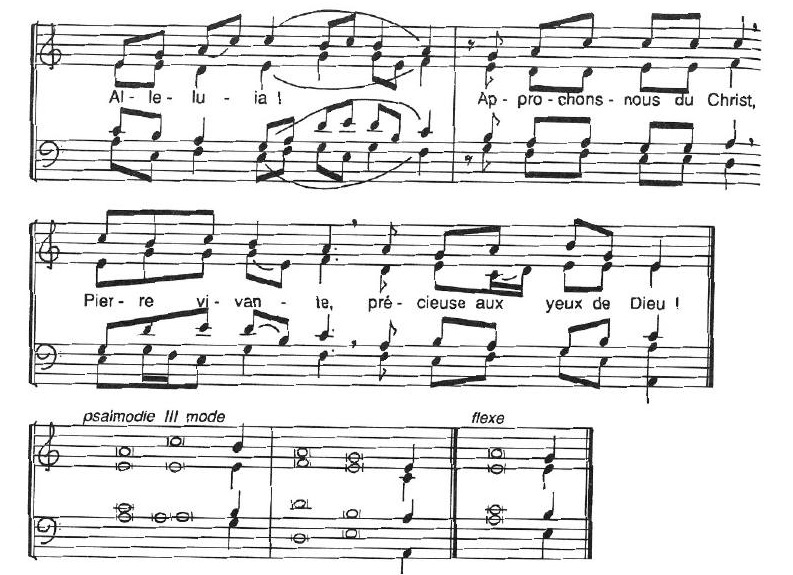 Al - le - lu - ia ! Ap - pro - chons - nous du Christ,
Pier - re vi - van - te, pré - cieuse aux yeux de Dieu !
psalmodie III mode flexe